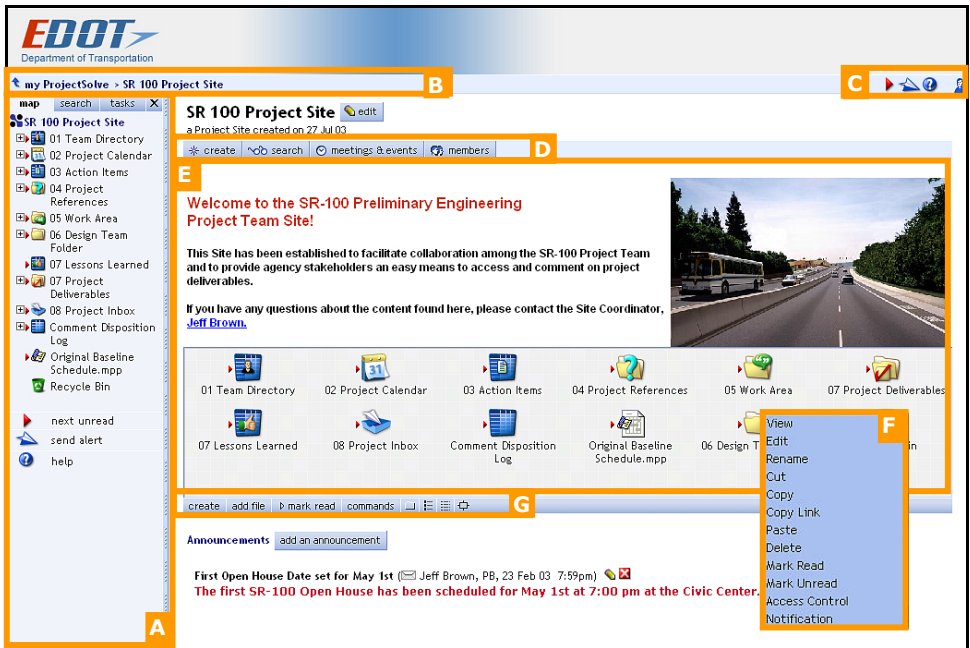 EDOT
Department of Transportation
my ProjectSolve > SR 100 Project Site
B
C
map search tasks X
SR 100 Project Site
01 Team Directory
02 Project Calendar
03 Action Items
04 Project
References
05 Work Area
06 Design Team
Folder
07 Lessons Learned
07 Project
Deliverables
08 Project Inbox
Comment Disposition
Log
Original Baseline
Schedule.mpp
Recycle Bin
next unread
send alert
help
A
SR 100 Project Site edit
a Project Site created on 27 Jul 03
create search meetings & events members
D
E
Welcome to the SR-100 Preliminary Engineering
Project Team Site!
This Site has been established to facilitate collaboration among the SR-100 Project Team
and to provide agency stakeholders an easy means to access and comment on project
deliverables.
If you have any questions about the content found here, please contact the Site Coordinator,
Jeff Brown.
31
01 Team Directory 02 Project Calendar 03 Action Items 04 Project References 05 Work Area 07 Project Deliverables
07 Lessons Learned 08 Project Inbox Comment Disposition Original Baseline 06 Design T in
Log Schedule.mpp
View
F
Edit
Rename
Cut
Copy
Copy Link
Paste
Delete
Mark Read
Mark Unread
Access Control
Notification
create add file mark read commands
G
Announcements add an announcement
First Open House Date set for May 1st ( Jeff Brown, PB, 23 Feb 03 7:59pm)
The first SR-100 Open House has been scheduled for May 1st at 7:00 pm at the Civic Center.